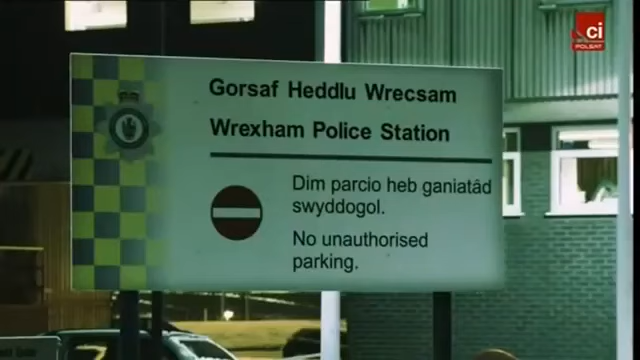 ci
POLSAT
Gorsaf Heddlu Wrecsam
Wrexham Police Station
Dim parcio heb ganiatâd
swyddogol.
No unauthorised
parking.